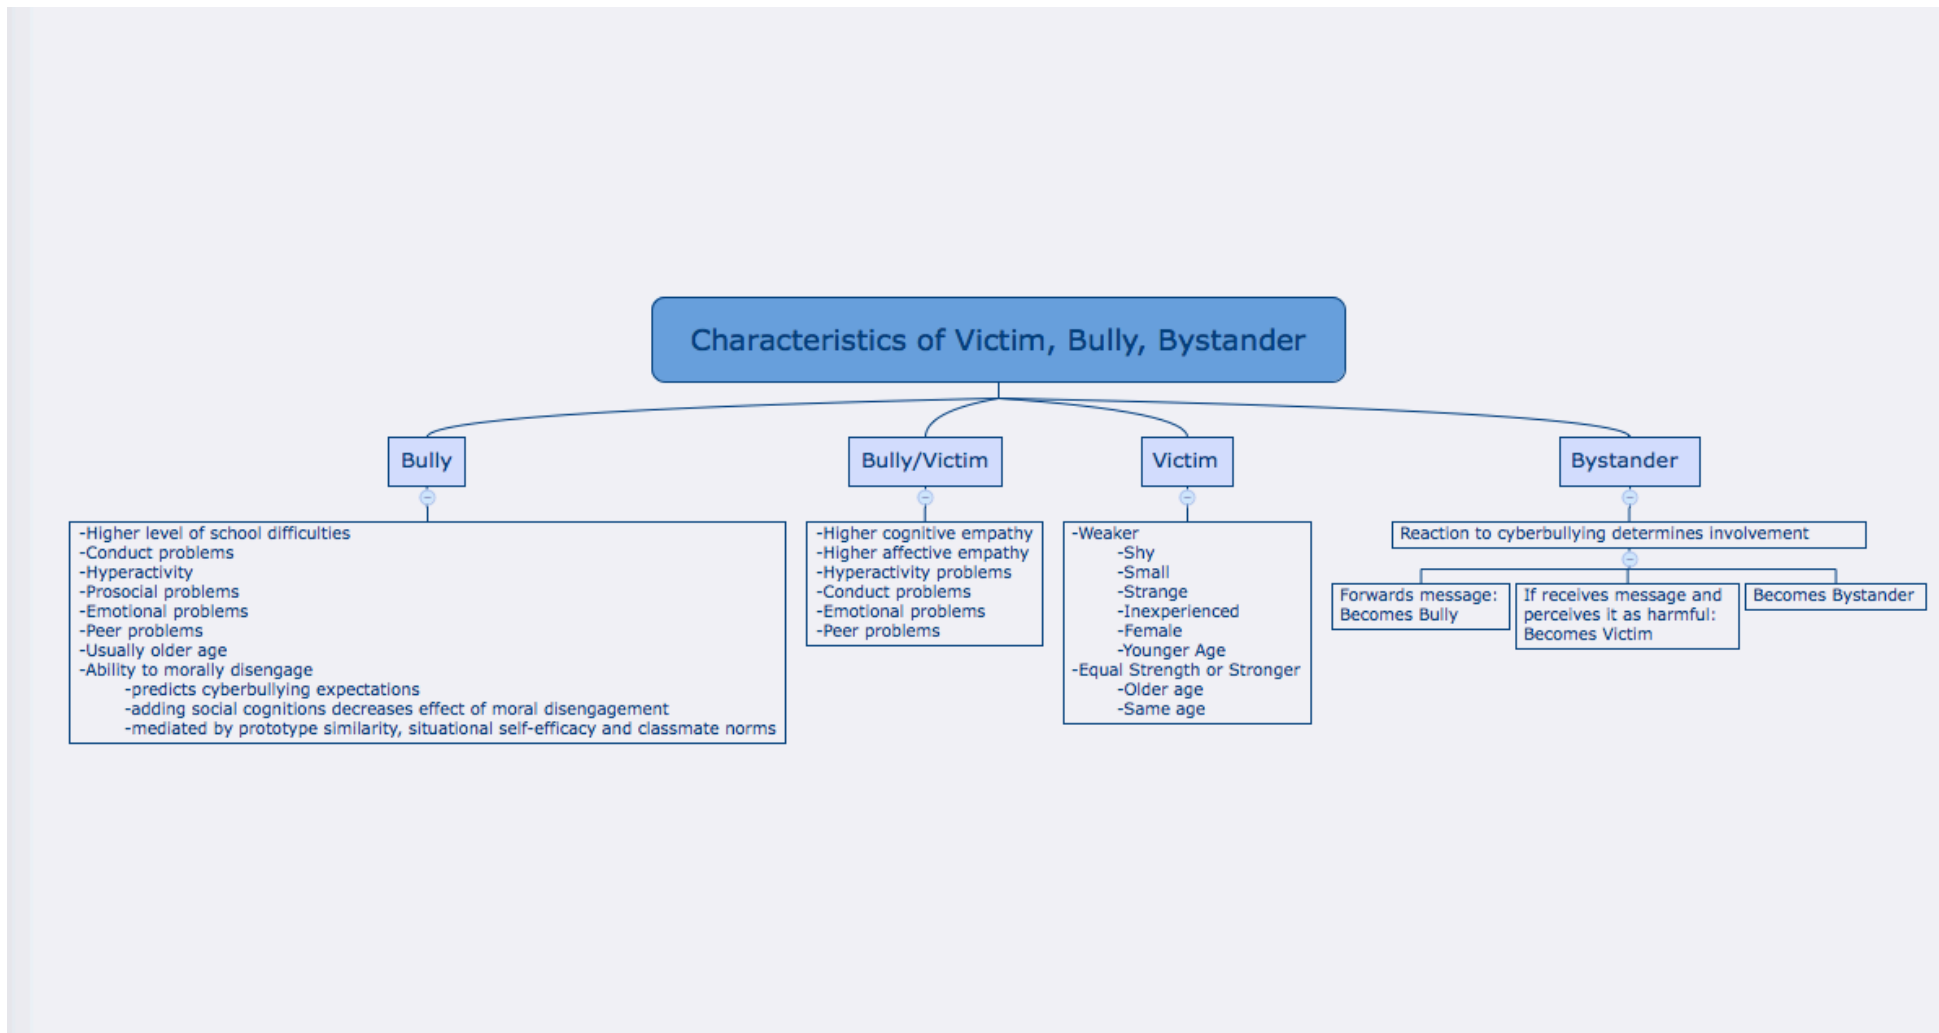 Characteristics of Victim, Bully, Bystander
Bully
-Higher level of school difficulties
-Conduct problems
-Hyperactivity
-Prosocial problems
-Emotional problems
-Peer problems
-Usually older age
-Ability to morally disengage
-predicts cyberbullying expectations
-adding social cognitions decreases effect of moral disengagement
-mediated by prototype similarity, situational self-efficacy and classmate norms
Bully/Victim
-Higher cognitive empathy
-Higher affective empathy
-Hyperactivity problems
-Conduct problems
-Emotional problems
-Peer problems
Victim
-Weaker
-Shy
-Small
-Strange
-Inexperienced
-Female
-Younger Age
-Equal Strength or Stronger
-Older age
-Same age
Bystander
Reaction to cyberbullying determines involvement
Forwards message:
Becomes Bully
If receives message and
perceives it as harmful:
Becomes Victim
Becomes Bystander